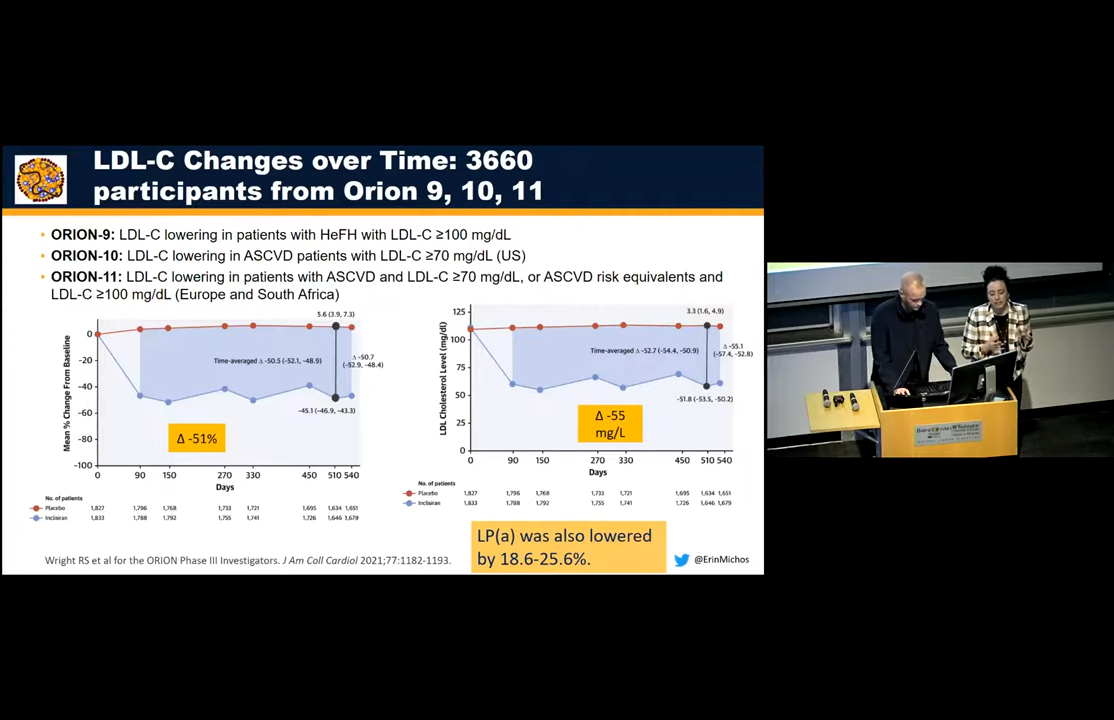 LDL-C Changes over Time: 3660
participants from Orion 9, 10, 11
• ORION-9: LDL-C lowering in patients with HeFH with LDL-C ≥100 mg/dL
• ORION-10: LDL-C lowering in ASCVD patients with LDL-C ≥70 mg/dL (US)
• ORION-11: LDL-C lowering in patients with ASCVD and LDL-C ≥70 mg/dL, or ASCVD risk equivalents and
LDL-C ≥100 mg/dL (Europe and South Africa)
Mean % Change From Baseline
0
-20
-40
-60
-80
-100
5.6 (3.9, 7.3)
Time-averaged Δ -50.5 (-52.1, -48.9)
Δ -50.7
(-52.9, -48.4)
-45.1 (-46.9, -43.3)
Δ -51%
0 90 150 270 330 450 510 540
Days
No. of patients
Placebo 1,827 1,796 1,768 1,733 1,721 1,695 1,634 1,651
Inclisiran 1,833 1,788 1,792 1,755 1,741 1,726 1,646 1,679
LDL Cholesterol Level (mg/dl)
125
100
75
50
25
0
3.3 (1.6, 4.9)
Time-averaged Δ -52.7 (-54.4, -50.9)
Δ -55.1
(-57.4, -52.8)
-51.8 (-53.5, -50.2)
Δ -55
mg/L
0 90 150 270 330 450 510 540
Days
No. of patients
Placebo 1,827 1,796 1,768 1,733 1,721 1,695 1,634 1,651
Inclisiran 1,833 1,788 1,792 1,755 1,741 1,726 1,646 1,679
LP(a) was also lowered
by 18.6-25.6%.
Wright RS et al for the ORION Phase III Investigators. J Am Coll Cardiol 2021;77:1182-1193.
@ErinMichos